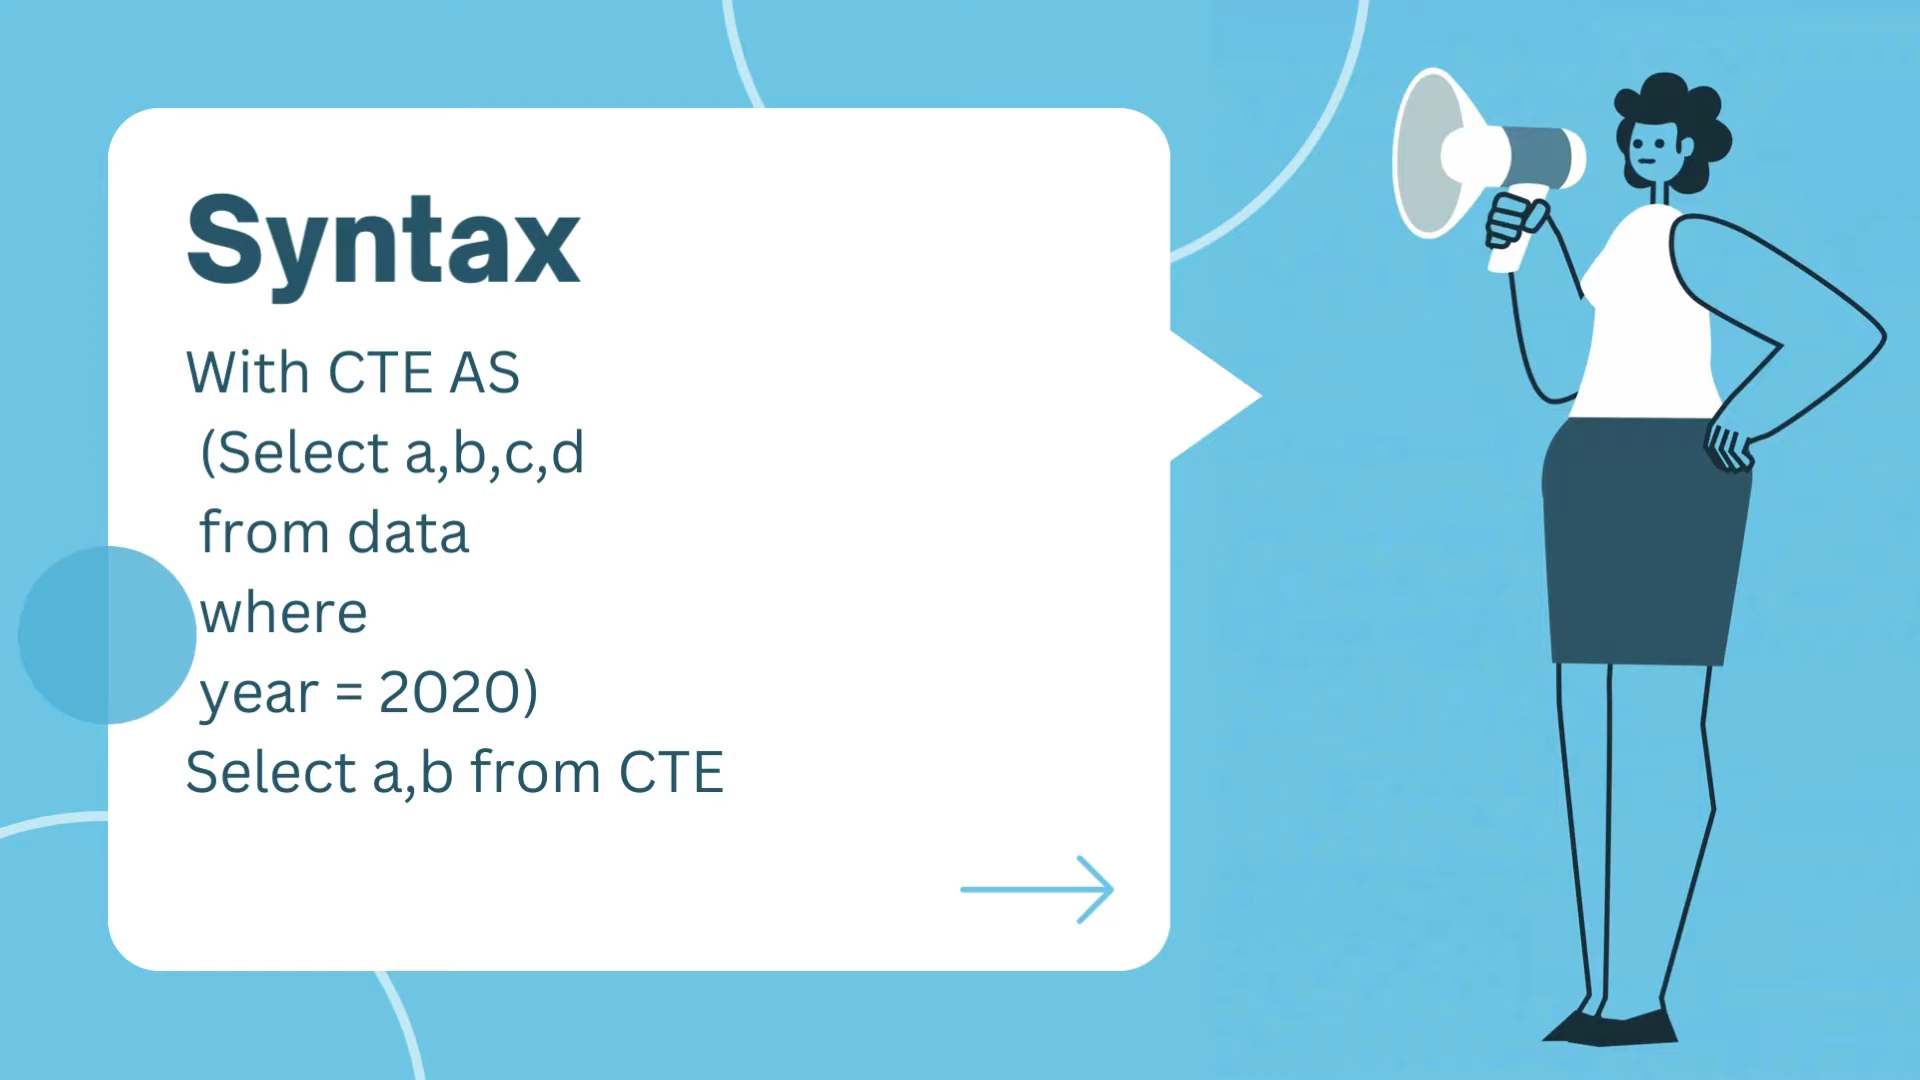 Syntax
With CTE AS
(Select a,b,c,d
from data
where
year = 2020)
Select a,b from CTE